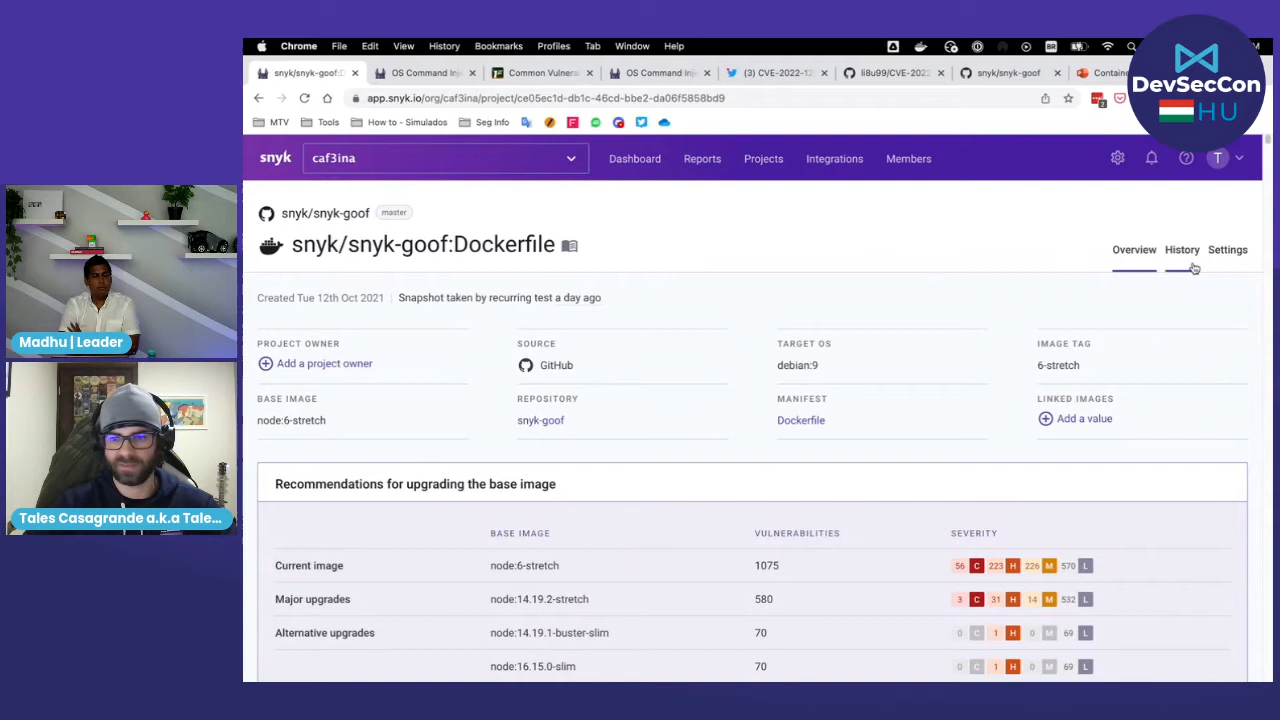 Chrome File Edit View History Bookmarks Profiles Tab Window Help
BR
DevSecCon
HU
snyk/snyk-goof:D
OS Command Inj
Common Vulnera
OS Command Inj
(3) CVE-2022-12
li8u99/CVE-2022
snyk/snyk-goof
Contain
app.snyk.io/org/caf3ina/project/ce05ec1d-db1c-46cd-bbe2-da06f5858bd9
MTV Tools How to - Simulados Seg Info
snyk caf3ina Dashboard Reports Projects Integrations Members T
snyk/snyk-goof master
snyk/snyk-goof:Dockerfile
Overview History Settings
Created Tue 12th Oct 2021 | Snapshot taken by recurring test a day ago
PROJECT OWNER SOURCE TARGET OS IMAGE TAG
Add a project owner GitHub debian:9 6-stretch
BASE IMAGE REPOSITORY MANIFEST LINKED IMAGES
node:6-stretch snyk-goof Dockerfile Add a value
Recommendations for upgrading the base image
BASE IMAGE VULNERABILITIES SEVERITY
Current image node:6-stretch 1075 56 C 223 H 226 M 570 L
Major upgrades node:14.19.2-stretch 580 3 C 31 H 14 M 532 L
Alternative upgrades node:14.19.1-buster-slim 70 0 C 1 H 0 M 69 L
node:16.15.0-slim 70 0 C 1 H 0 M 69 L
Madhu | Leader
Tales Casagrande a.k.a Tale...